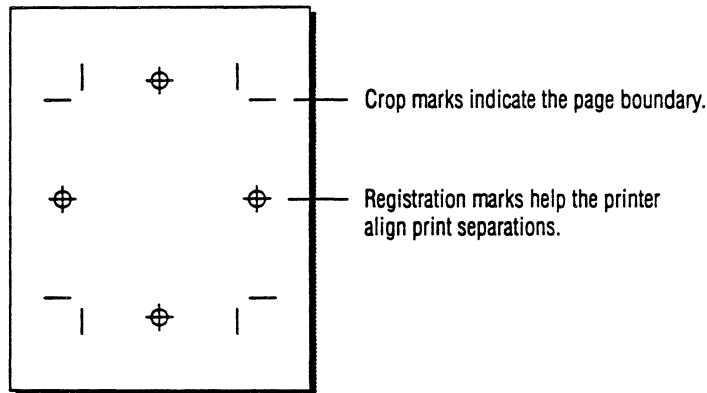 Crop marks indicate the page boundary.
Registration marks help the printer
align print separations.